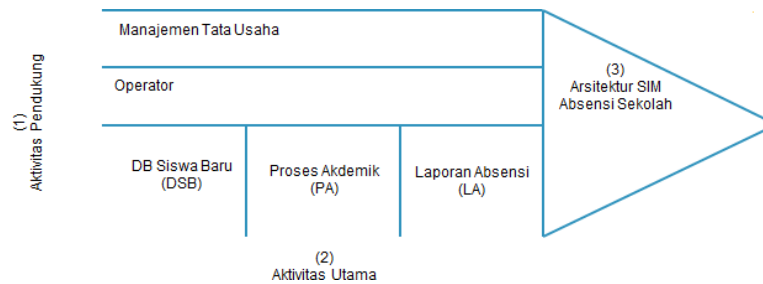 Manajemen Tata Usaha
Operator
(1)
Aktivitas Pendukung
DB Siswa Baru
(DSB)
Proses Akdemik
(PA)
Laporan Absensi
(LA)
(3)
Arsitektur SIM
Absensi Sekolah
(2)
Aktivitas Utama